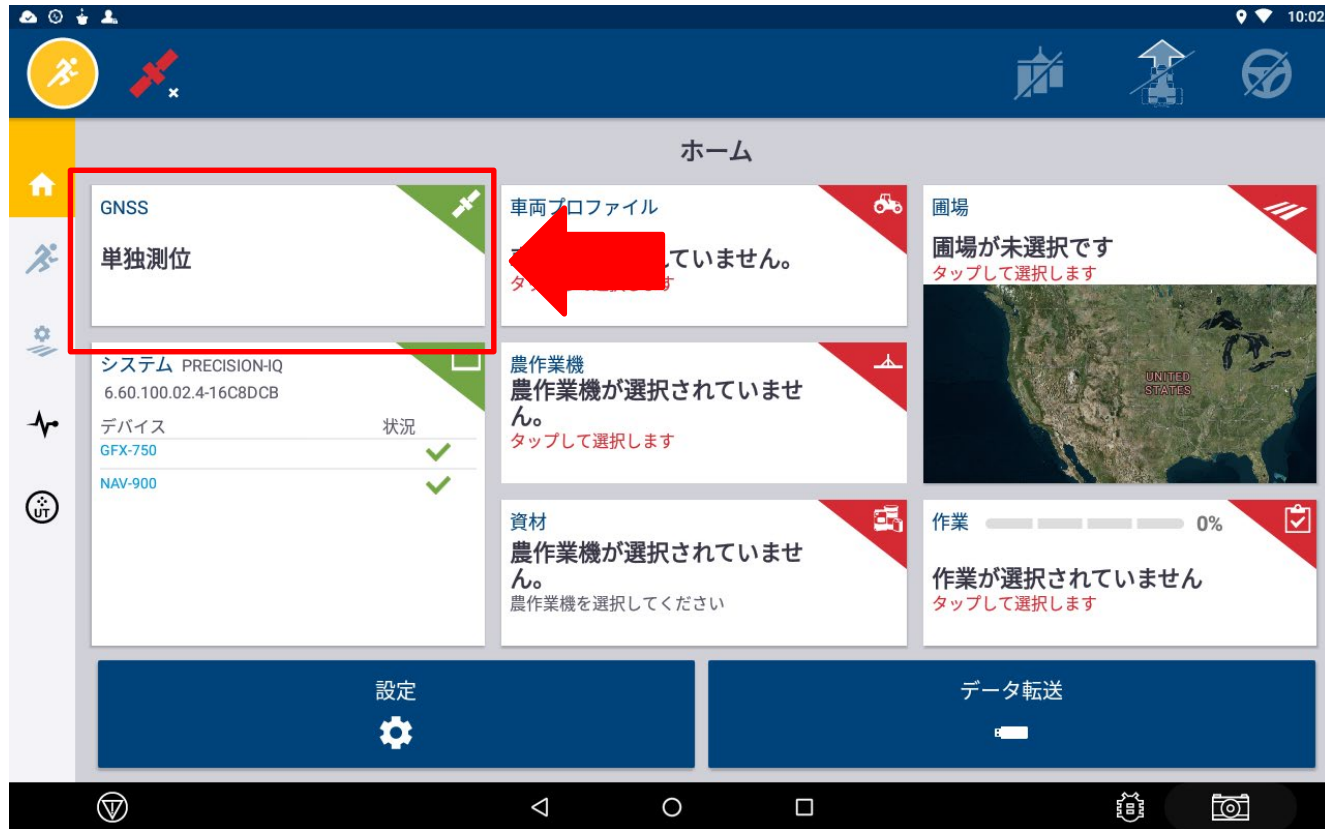 10:02
ホーム
GNSS
単独測位
車両プロファイル
ていません。
圃場
圃場が未選択です
タップして選択します
UNITED
STATES
システム PRECISION-IQ
6.60.100.02.4-16C8DCB
デバイス 状況
GFX-750
NAV-900
農作業機
農作業機が選択されていませ
ん。
タップして選択します
資材
農作業機が選択されていませ
ん。
農作業機を選択してください
作業 0%
作業が選択されていません
タップして選択します
UT
設定
データ転送